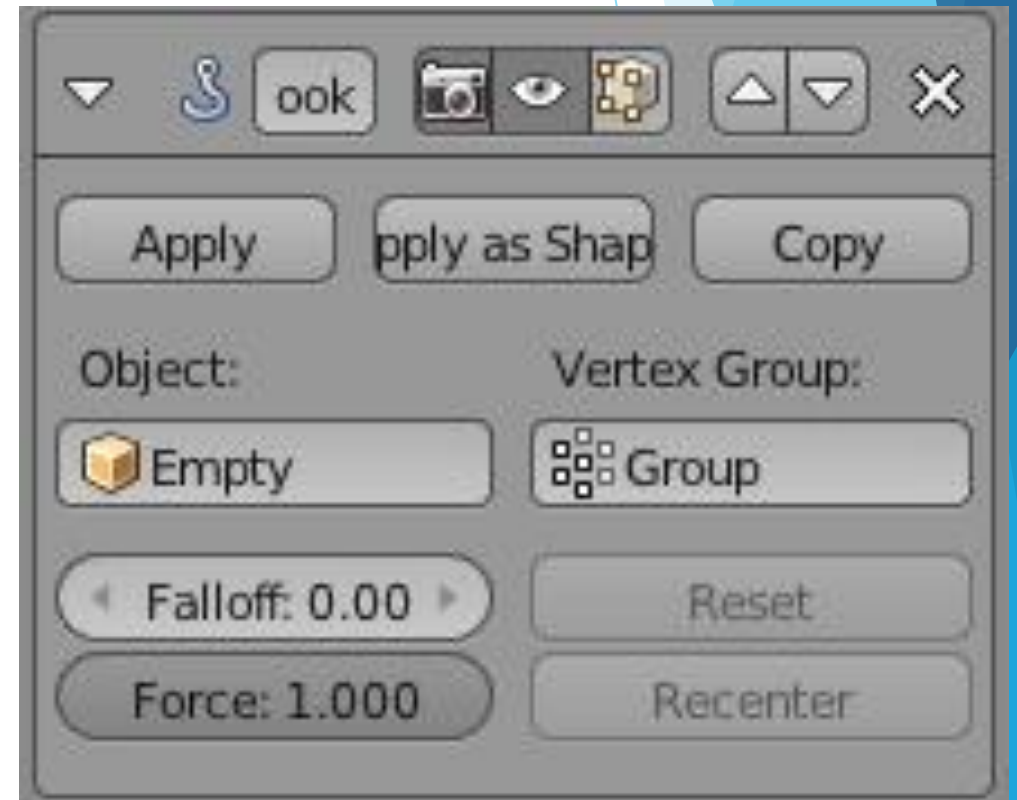 ook
Apply pply as Shap Copy
Object: Vertex Group:
Empty Group
Falloff: 0.00 Reset
Force: 1.000 Recenter